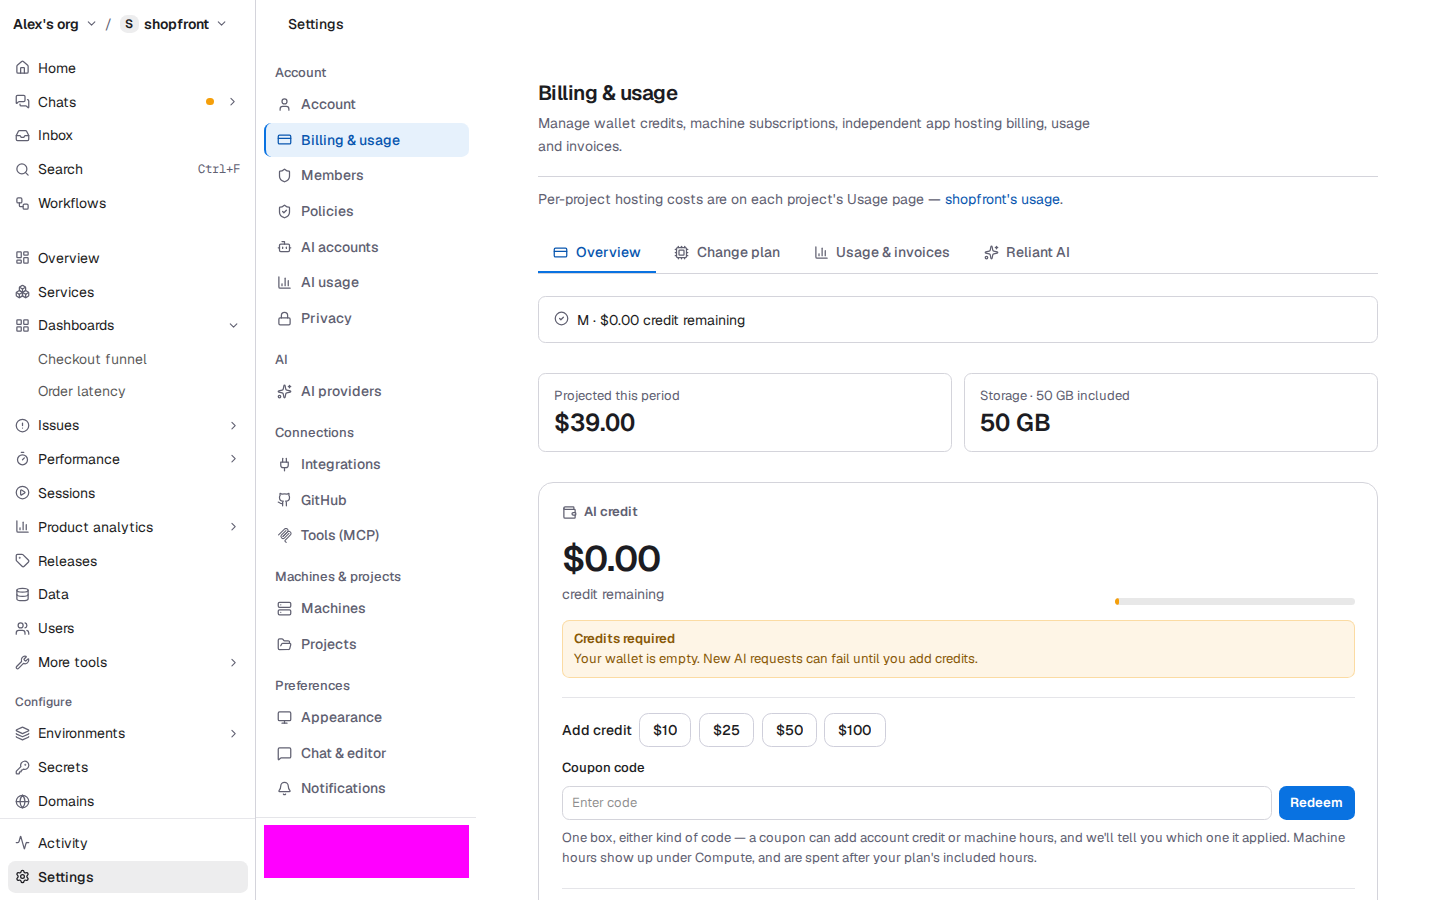 Alex's org / S shopfront
Home
Chats
Inbox
Search Ctrl+F
Workflows
Overview
Services
Dashboards
Checkout funnel
Order latency
Issues
Performance
Sessions
Product analytics
Releases
Data
Users
More tools
Configure
Environments
Secrets
Domains
Activity
Settings
Settings
Account
Account
Billing & usage
Members
Policies
AI accounts
AI usage
Privacy
AI
AI providers
Connections
Integrations
GitHub
Tools (MCP)
Machines & projects
Machines
Projects
Preferences
Appearance
Chat & editor
Notifications
Billing & usage
Manage wallet credits, machine subscriptions, independent app hosting billing, usage
and invoices.
Per-project hosting costs are on each project's Usage page — shopfront's usage.
Overview Change plan Usage & invoices Reliant AI
M · $0.00 credit remaining
Projected this period
$39.00
Storage · 50 GB included
50 GB
AI credit
$0.00
credit remaining
Credits required
Your wallet is empty. New AI requests can fail until you add credits.
Add credit $10 $25 $50 $100
Coupon code
Enter code Redeem
One box, either kind of code — a coupon can add account credit or machine hours, and we'll tell you which one it applied. Machine
hours show up under Compute, and are spent after your plan's included hours.